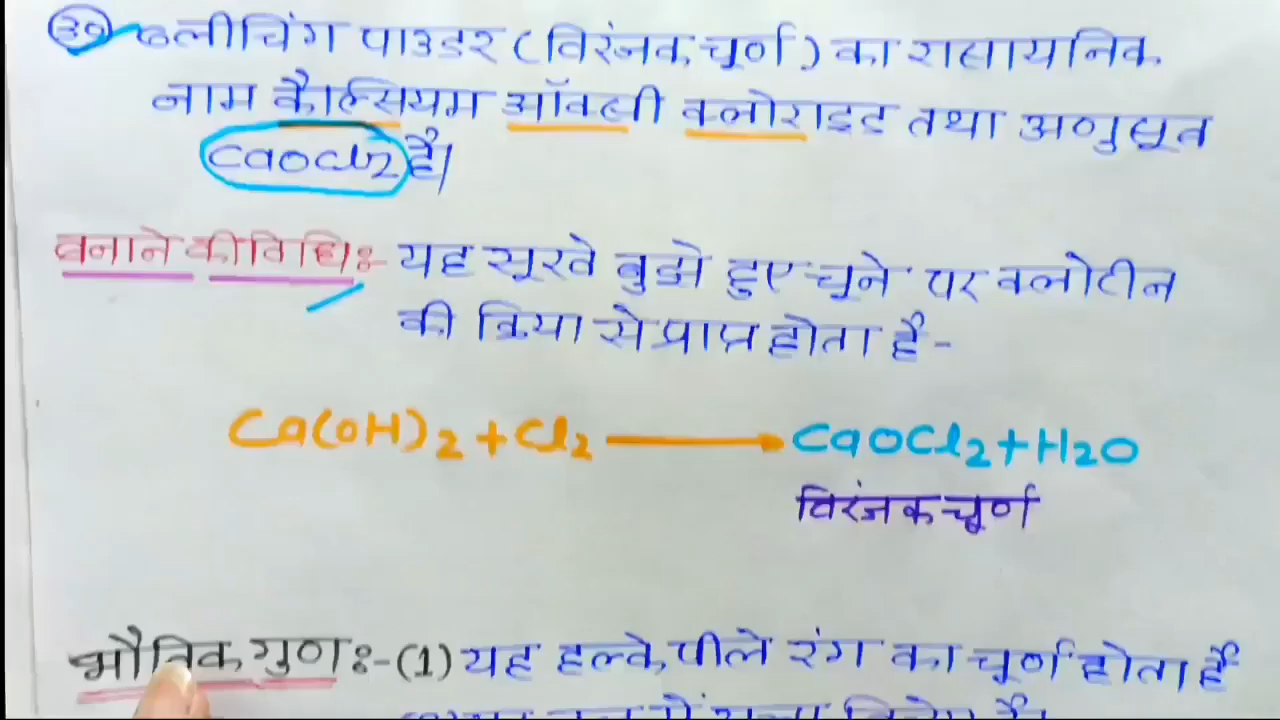 उ० ब्लीचिंग पाउडर (विरंजक चूर्ण) का रासायनिक
नाम कैल्सियम ऑक्सी क्लोराइड तथा अणुसूत्र
CaOCl2 है।
बनाने की विधि:- यह सूखे बुझे हुए चूने पर क्लोरीन
की क्रिया से प्राप्त होता है-
Ca(OH)2 + Cl2 → CaOCl2 + H2O
विरंजक चूर्ण
भौतिक गुण:- (1) यह हल्के पीले रंग का चूर्ण होता है